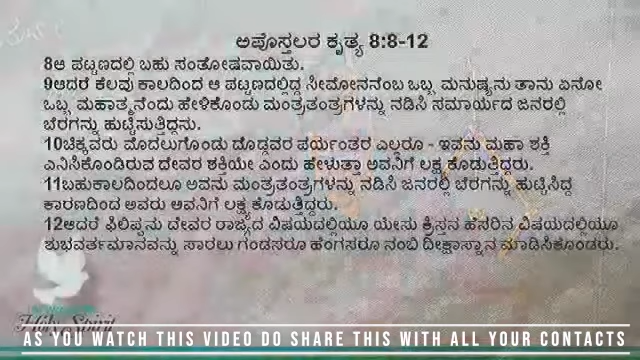 ಅಪೊಸ್ತಲರ ಕೃತ್ಯ 8:8-12
8ಆ ಪಟ್ಟಣದಲ್ಲಿ ಬಹು ಸಂತೋಷವಾಯಿತು.
9ಆದರೆ ಕೆಲವು ಕಾಲದಿಂದ ಆ ಪಟ್ಟಣದಲ್ಲಿದ್ದ ಸೀಮೋನನೆಂಬ ಒಬ್ಬ ಮನುಷ್ಯನು ತಾನು ಏನೋ
ಒಬ್ಬ ಮಹಾತ್ಮನೆಂದು ಹೇಳಿಕೊಂಡು ಮಂತ್ರತಂತ್ರಗಳನ್ನು ನಡಿಸಿ ಸಮಾರ್ಯದ ಜನರಲ್ಲಿ
ಬೆರಗನ್ನು ಹುಟ್ಟಿಸುತ್ತಿದ್ದನು.
10ಚಿಕ್ಕವರು ಮೊದಲುಗೊಂಡು ದೊಡ್ಡವರ ಪರ್ಯಂತರ ಎಲ್ಲರೂ - ಇವನು ಮಹಾ ಶಕ್ತಿ
ಎನಿಸಿಕೊಂಡಿರುವ ದೇವರ ಶಕ್ತಿಯೇ ಎಂದು ಹೇಳುತ್ತಾ ಅವನಿಗೆ ಲಕ್ಷ್ಯಕೊಡುತ್ತಿದ್ದರು.
11ಬಹುಕಾಲದಿಂದಲೂ ಅವನು ಮಂತ್ರತಂತ್ರಗಳನ್ನು ನಡಿಸಿ ಜನರಲ್ಲಿ ಬೆರಗನ್ನು ಹುಟ್ಟಿಸಿದ್ದ
ಕಾರಣದಿಂದ ಅವರು ಅವನಿಗೆ ಲಕ್ಷ್ಯಕೊಡುತ್ತಿದ್ದರು.
12ಆದರೆ ಫಿಲಿಪ್ಪನು ದೇವರ ರಾಜ್ಯದ ವಿಷಯದಲ್ಲಿಯೂ ಯೇಸು ಕ್ರಿಸ್ತನ ಹೆಸರಿನ ವಿಷಯದಲ್ಲಿಯೂ
ಶುಭವರ್ತಮಾನವನ್ನು ಸಾರಲು ಗಂಡಸರೂ ಹೆಂಗಸರೂ ನಂಬಿ ದೀಕ್ಷಾಸ್ನಾನ ಮಾಡಿಸಿಕೊಂಡರು.
Holy Spirit
AS YOU WATCH THIS VIDEO DO SHARE THIS WITH ALL YOUR CONTACTS